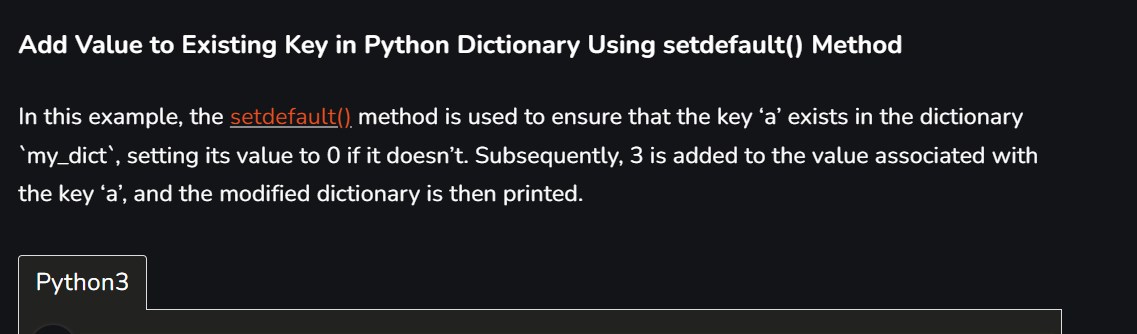 Add Value to Existing Key in Python Dictionary Using setdefault() Method
In this example, the setdefault() method is used to ensure that the key ‘a’ exists in the dictionary
`my_dict`, setting its value to 0 if it doesn’t. Subsequently, 3 is added to the value associated with
the key ‘a’, and the modified dictionary is then printed.
Python3